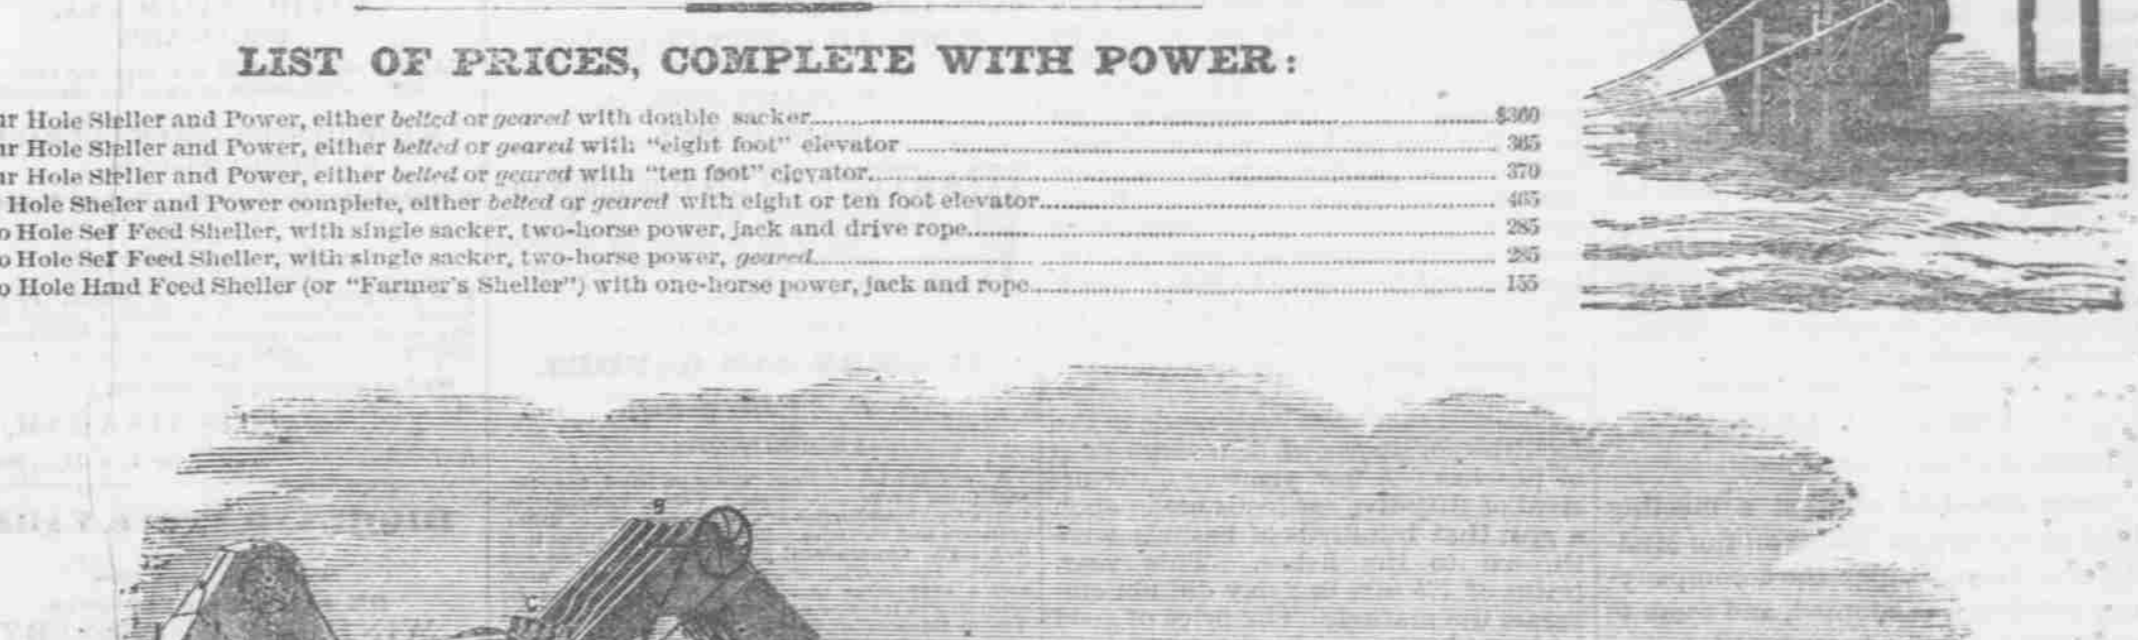 LIST OF PRICES, COMPLETE WITH POWER:
ur Hole Sheller and Power, either belted or geared with double sacker........ $360
ur Hole Sheller and Power, either belted or geared with "eight foot" elevator ........ 365
ur Hole Sheller and Power, either belted or geared with "ten foot" elevator........ 370
Hole Sheller and Power complete, either belted or geared with eight or ten foot elevator........ 465
o Hole Self Feed Sheller, with single sacker, two-horse power, jack and drive rope........ 285
o Hole Self Feed Sheller, with single sacker, two-horse power, geared........ 285
o Hole Hand Feed Sheller (or "Farmer's Sheller") with one-horse power, jack and rope........ 155